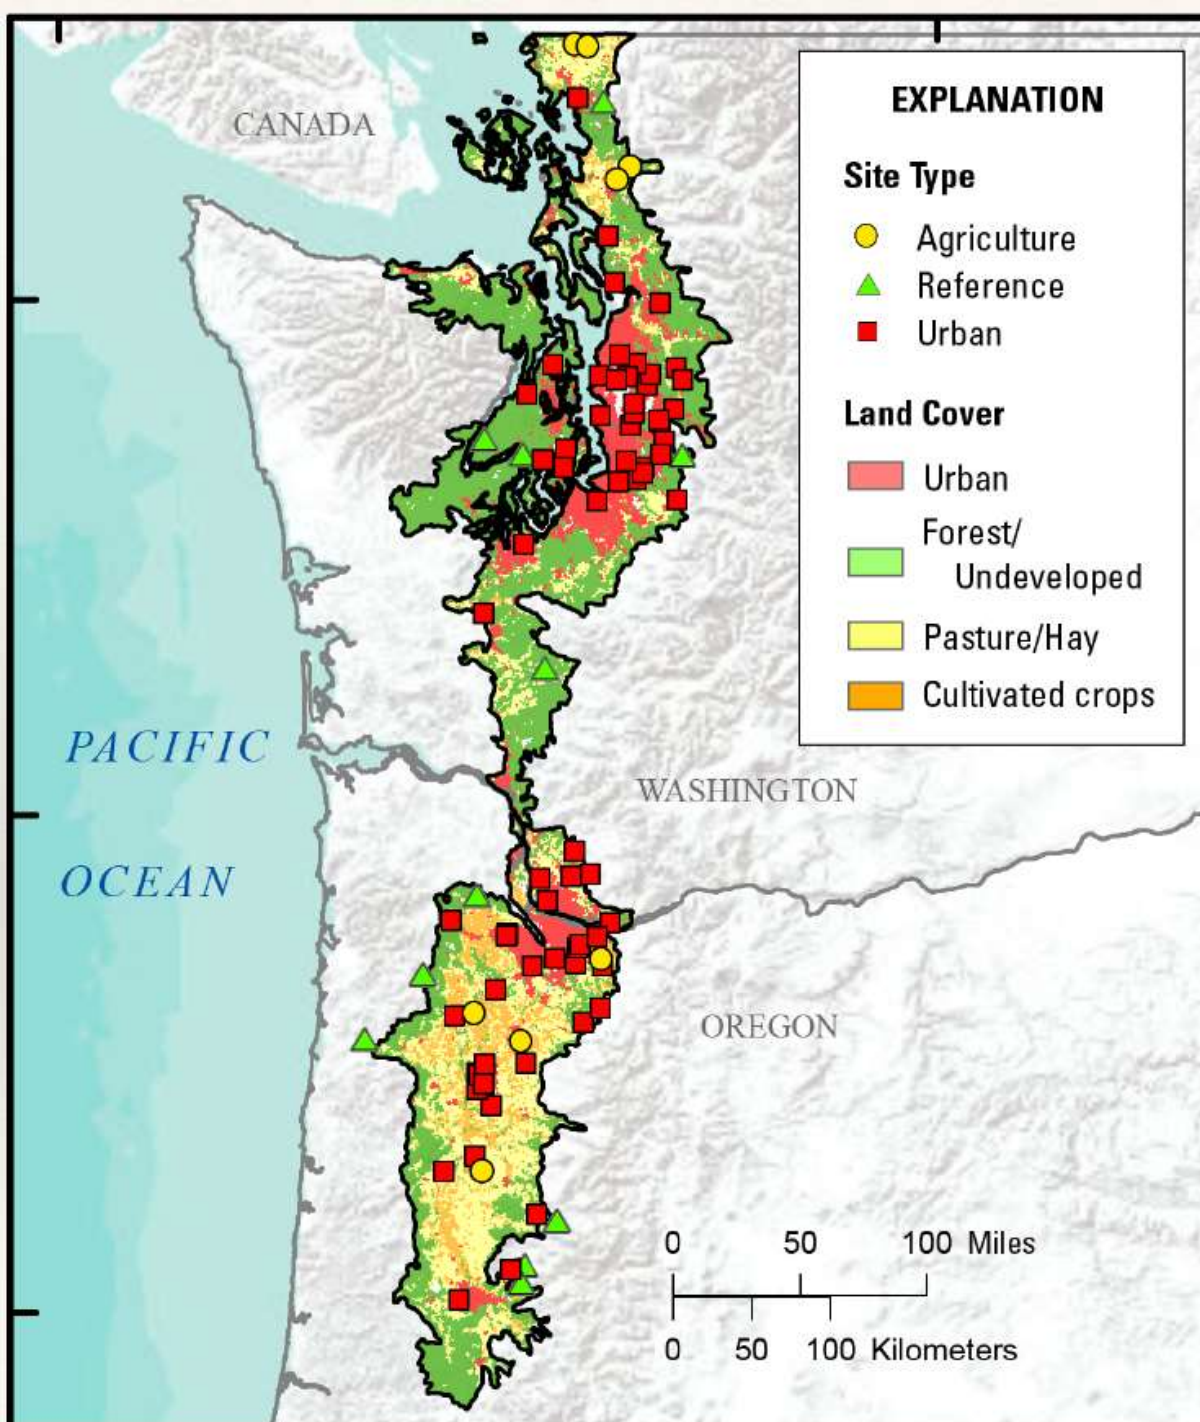 CANADA
EXPLANATION
Site Type
Agriculture
Reference
Urban
Land Cover
Urban
Forest/
Undeveloped
Pasture/Hay
Cultivated crops
PACIFIC
WASHINGTON
OCEAN
OREGON
0 50 100 Miles
0 50 100 Kilometers